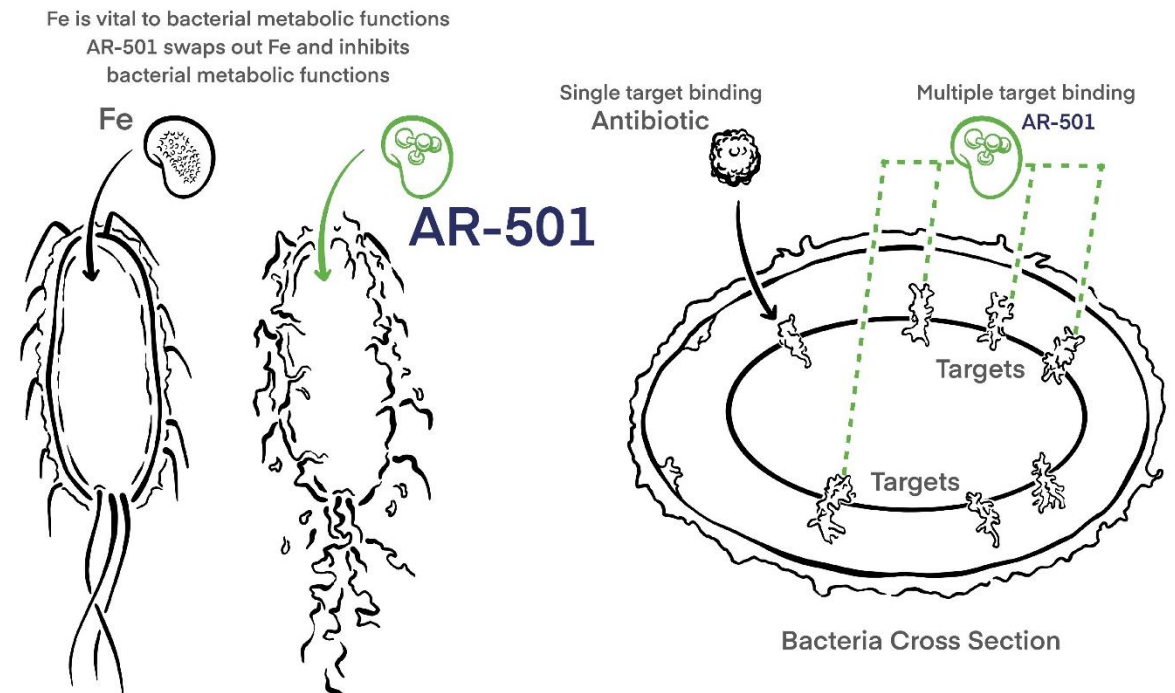 Fe is vital to bacterial metabolic functions
AR-501 swaps out Fe and inhibits
bacterial metabolic functions
Fe
AR-501
Single target binding
Antibiotic
Multiple target binding
AR-501
Targets
Targets
Bacteria Cross Section